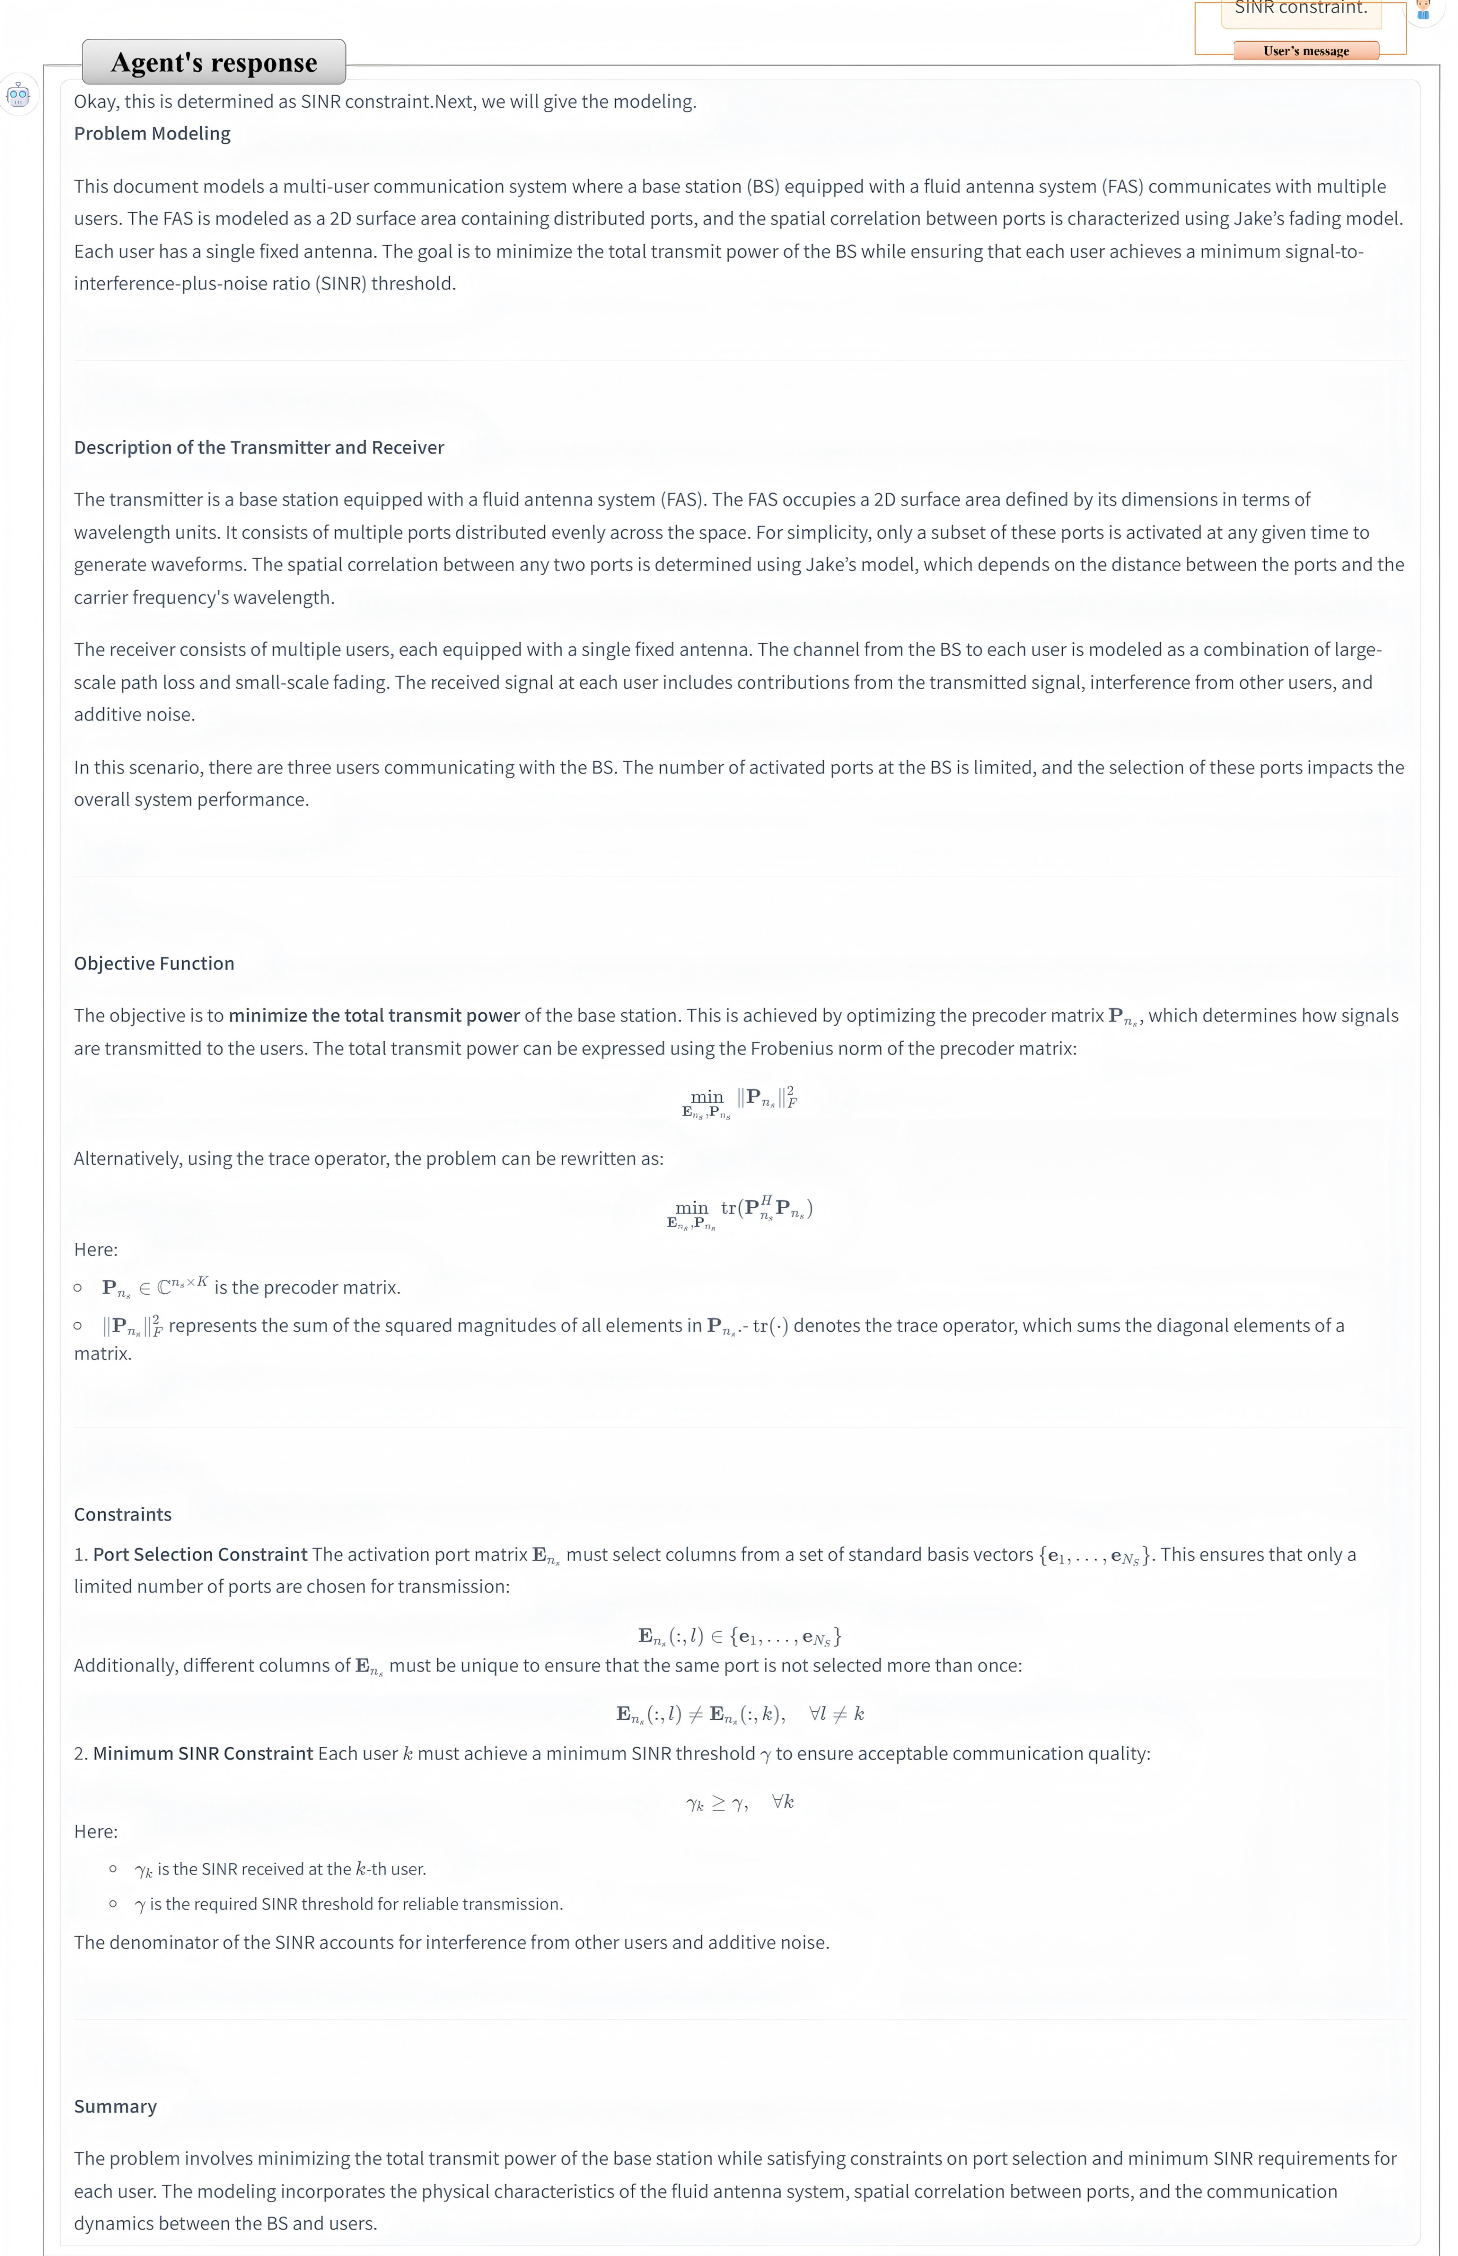 SINR constraint.
User's message
Agent's response
Okay, this is determined as SINR constraint.Next, we will give the modeling.
Problem Modeling
This document models a multi-user communication system where a base station (BS) equipped with a fluid antenna system (FAS) communicates with multiple
users. The FAS is modeled as a 2D surface area containing distributed ports, and the spatial correlation between ports is characterized using Jake’s fading model.
Each user has a single fixed antenna. The goal is to minimize the total transmit power of the BS while ensuring that each user achieves a minimum signal-to-
interference-plus-noise ratio (SINR) threshold.
Description of the Transmitter and Receiver
The transmitter is a base station equipped with a fluid antenna system (FAS). The FAS occupies a 2D surface area defined by its dimensions in terms of
wavelength units. It consists of multiple ports distributed evenly across the space. For simplicity, only a subset of these ports is activated at any given time to
generate waveforms. The spatial correlation between any two ports is determined using Jake’s model, which depends on the distance between the ports and the
carrier frequency's wavelength.
The receiver consists of multiple users, each equipped with a single fixed antenna. The channel from the BS to each user is modeled as a combination of large-
scale path loss and small-scale fading. The received signal at each user includes contributions from the transmitted signal, interference from other users, and
additive noise.
In this scenario, there are three users communicating with the BS. The number of activated ports at the BS is limited, and the selection of these ports impacts the
overall system performance.
Objective Function
The objective is to minimize the total transmit power of the base station. This is achieved by optimizing the precoder matrix $\mathbf{P}_{n_s}$, which determines how signals
are transmitted to the users. The total transmit power can be expressed using the Frobenius norm of the precoder matrix:
$\min_{\mathbf{E}_{n_s},\mathbf{P}_{n_s}} \|\mathbf{P}_{n_s}\|_F^2$
Alternatively, using the trace operator, the problem can be rewritten as:
$\min_{\mathbf{E}_{n_s},\mathbf{P}_{n_s}} \mathrm{tr}(\mathbf{P}_{n_s}^H \mathbf{P}_{n_s})$
Here:
○ $\mathbf{P}_{n_s} \in \mathbb{C}^{n_s \times K}$ is the precoder matrix.
○ $\|\mathbf{P}_{n_s}\|_F^2$ represents the sum of the squared magnitudes of all elements in $\mathbf{P}_{n_s}$.- $\mathrm{tr}(\cdot)$ denotes the trace operator, which sums the diagonal elements of a
matrix.
Constraints
1. Port Selection Constraint The activation port matrix $\mathbf{E}_{n_s}$ must select columns from a set of standard basis vectors $\{\mathbf{e}_1, \ldots, \mathbf{e}_{N_S}\}$. This ensures that only a
limited number of ports are chosen for transmission:
$\mathbf{E}_{n_s}(:, l) \in \{\mathbf{e}_1, \ldots, \mathbf{e}_{N_S}\}$
Additionally, different columns of $\mathbf{E}_{n_s}$ must be unique to ensure that the same port is not selected more than once:
$\mathbf{E}_{n_s}(:, l) \neq \mathbf{E}_{n_s}(:, k), \quad \forall l \neq k$
2. Minimum SINR Constraint Each user $k$ must achieve a minimum SINR threshold $\gamma$ to ensure acceptable communication quality:
$\gamma_k \geq \gamma, \quad \forall k$
Here:
○ $\gamma_k$ is the SINR received at the $k$-th user.
○ $\gamma$ is the required SINR threshold for reliable transmission.
The denominator of the SINR accounts for interference from other users and additive noise.
Summary
The problem involves minimizing the total transmit power of the base station while satisfying constraints on port selection and minimum SINR requirements for
each user. The modeling incorporates the physical characteristics of the fluid antenna system, spatial correlation between ports, and the communication
dynamics between the BS and users.